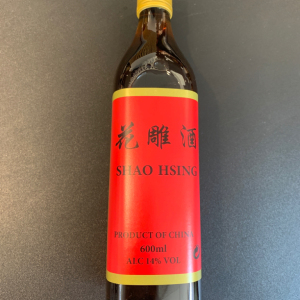 花雕酒
SHAO HSING
PRODUCT OF CHINA
600ml
ALC 14% VOL